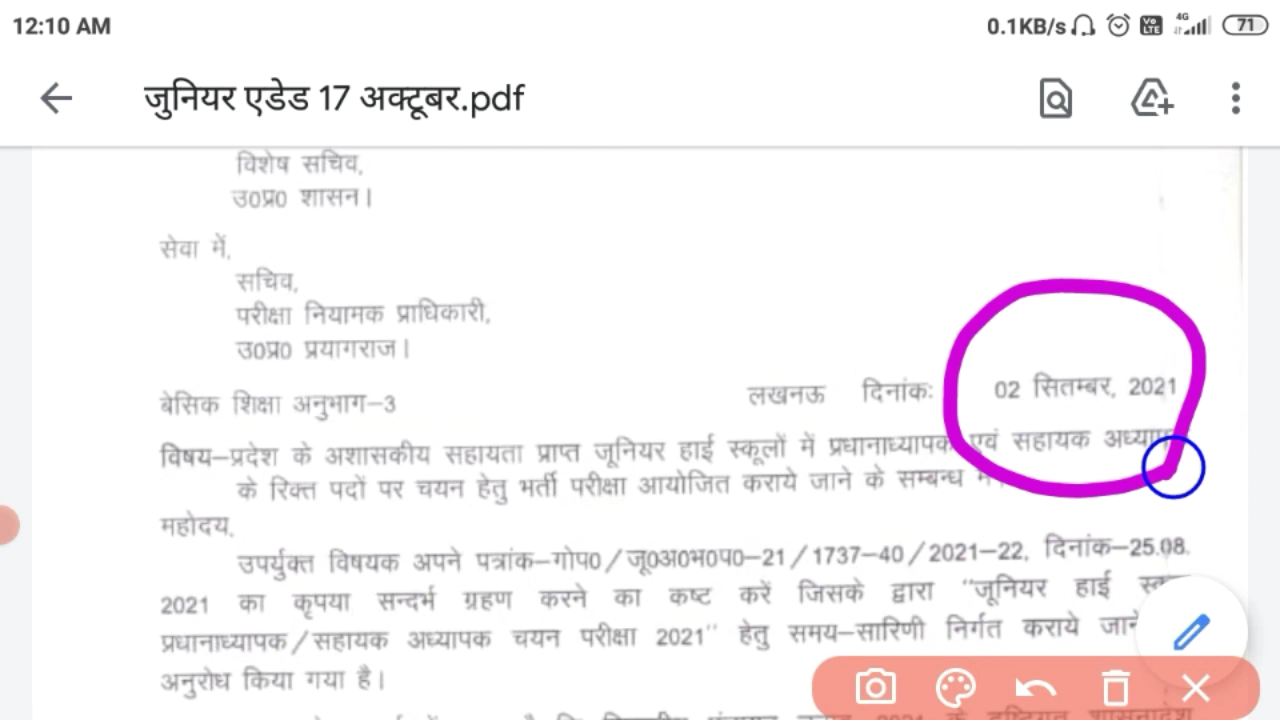 12:10 AM 0.1KB/s 4G Vo LTE 71
जुनियर एडेड 17 अक्टूबर.pdf
विशेष सचिव,
उ0प्र0 शासन।
सेवा में,
सचिव,
परीक्षा नियामक प्राधिकारी,
उ0प्र0 प्रयागराज।
लखनऊ दिनांक: 02 सितम्बर, 2021
बेसिक शिक्षा अनुभाग-3
विषय-प्रदेश के अशासकीय सहायता प्राप्त जूनियर हाई स्कूलों में प्रधानाध्यापक एवं सहायक
के रिक्त पदों पर चयन हेतु भर्ती परीक्षा आयोजित कराये जाने के सम्बन्ध
महोदय,
उपर्युक्त विषयक अपने पत्रांक-गोप0/जू0अ0भ0प0-21/1737-40/2021-22, दिनांक-25.08.
2021 का कृपया सन्दर्भ ग्रहण करने का कष्ट करें जिसके द्वारा "जूनियर हाई
प्रधानाध्यापक/सहायक अध्यापक चयन परीक्षा 2021" हेतु समय-सारिणी निर्गत कराये
अनुरोध किया गया है।